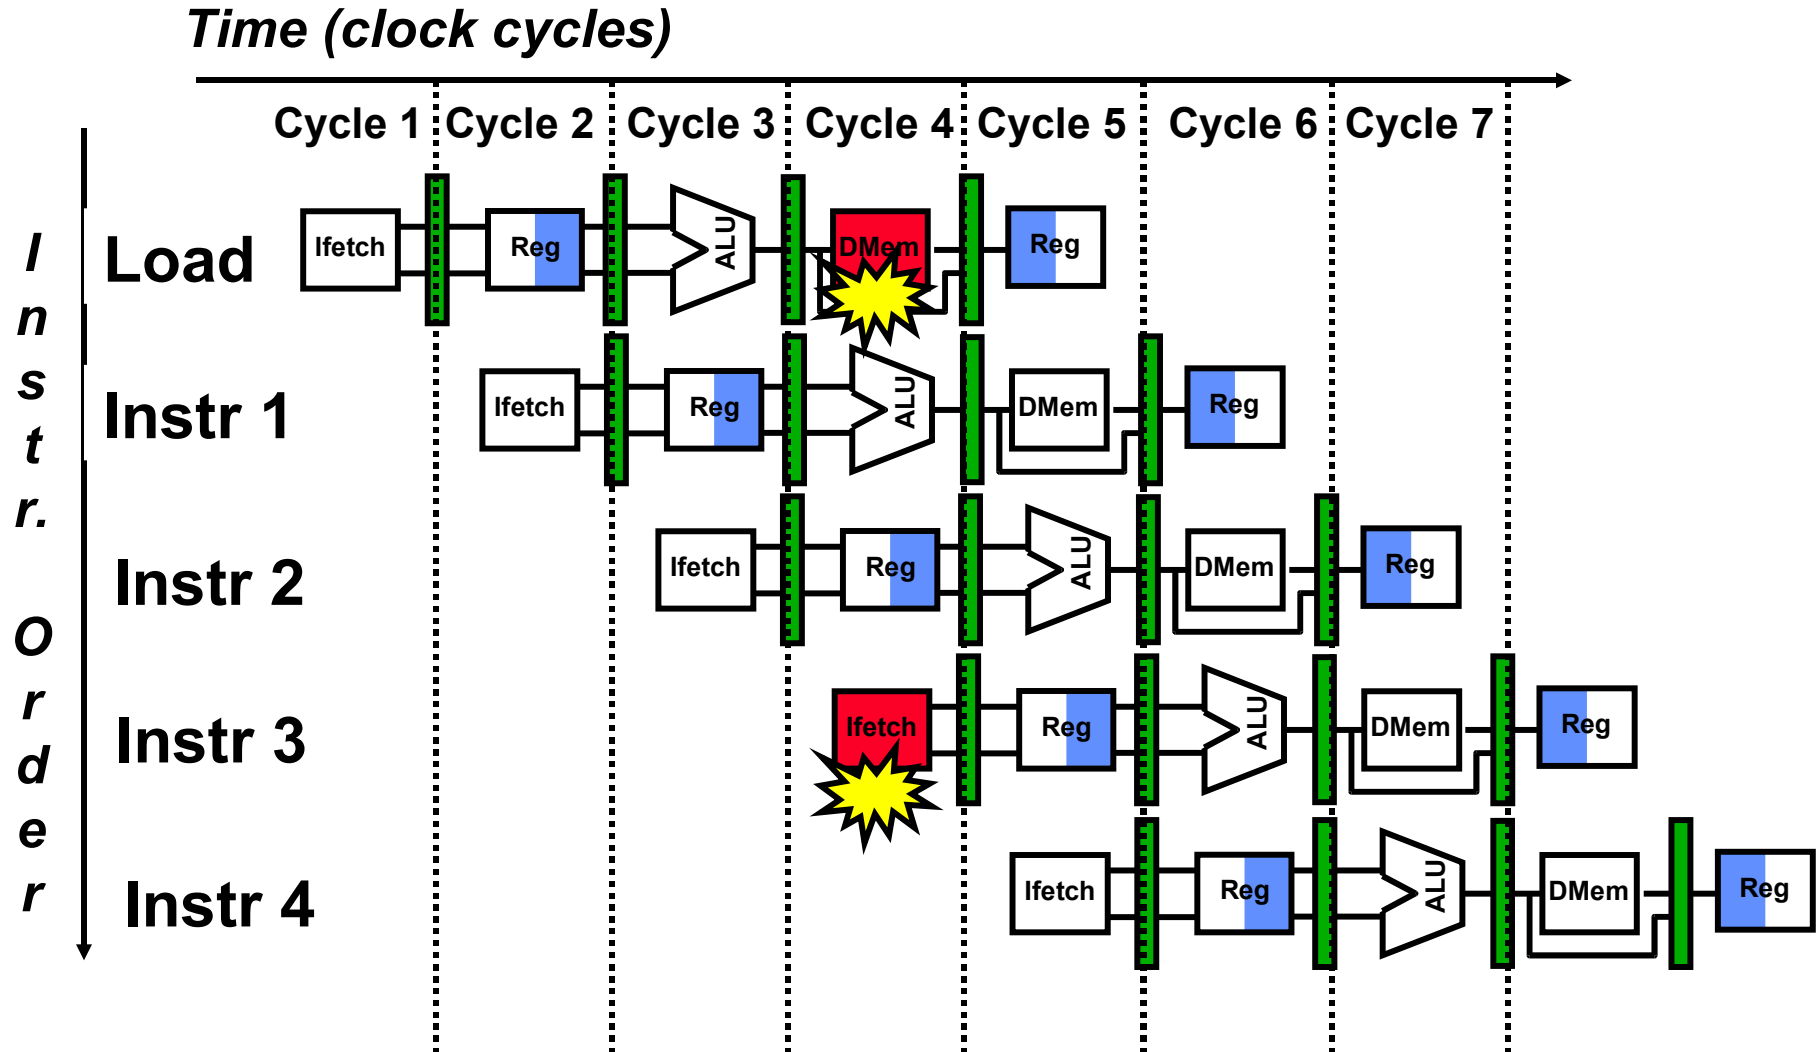 Time (clock cycles)
Cycle 1 Cycle 2 Cycle 3 Cycle 4 Cycle 5 Cycle 6 Cycle 7
Instr. Order
Load Ifetch Reg ALU DMem Reg
Instr 1 Ifetch Reg ALU DMem Reg
Instr 2 Ifetch Reg ALU DMem Reg
Instr 3 Ifetch Reg ALU DMem Reg
Instr 4 Ifetch Reg ALU DMem Reg